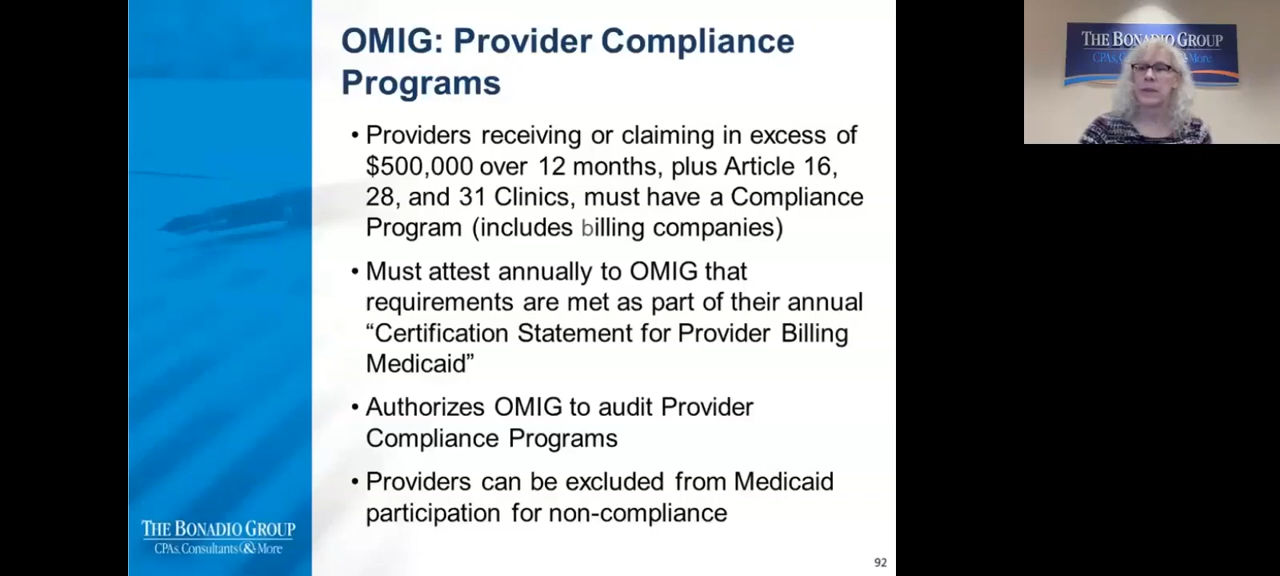 OMIG: Provider Compliance
Programs
• Providers receiving or claiming in excess of
$500,000 over 12 months, plus Article 16,
28, and 31 Clinics, must have a Compliance
Program (includes billing companies)
• Must attest annually to OMIG that
requirements are met as part of their annual
“Certification Statement for Provider Billing
Medicaid”
• Authorizes OMIG to audit Provider
Compliance Programs
• Providers can be excluded from Medicaid
participation for non-compliance
THE BONADIO GROUP
CPAs, Consultants & More
92
THE BONADIO GROUP
CPAs, & More